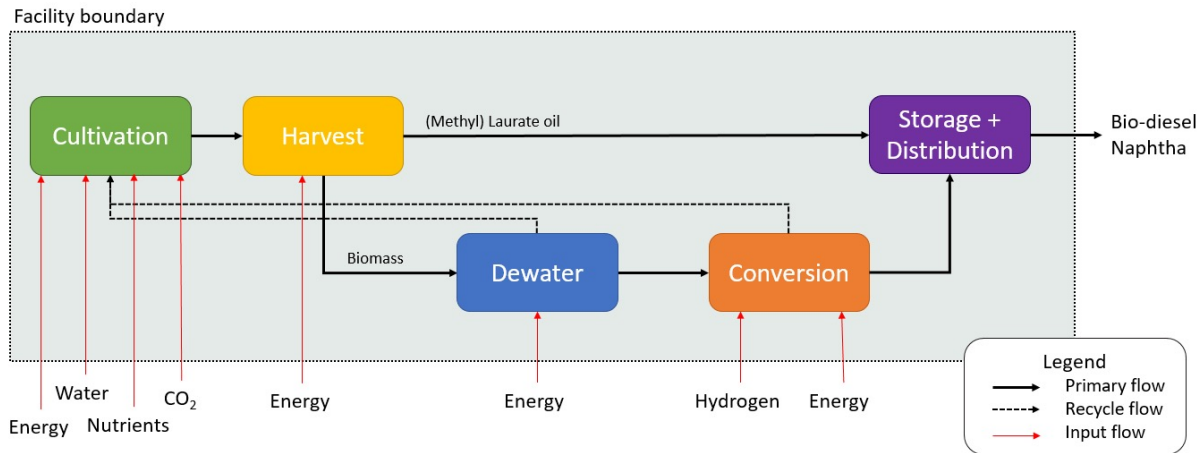 Facility boundary
Cultivation
Harvest
(Methyl) Laurate oil
Storage +
Distribution
Bio-diesel
Naphtha
Biomass
Dewater
Conversion
Energy
Water
Nutrients
CO₂
Energy
Energy
Hydrogen
Energy
Legend
Primary flow
Recycle flow
Input flow